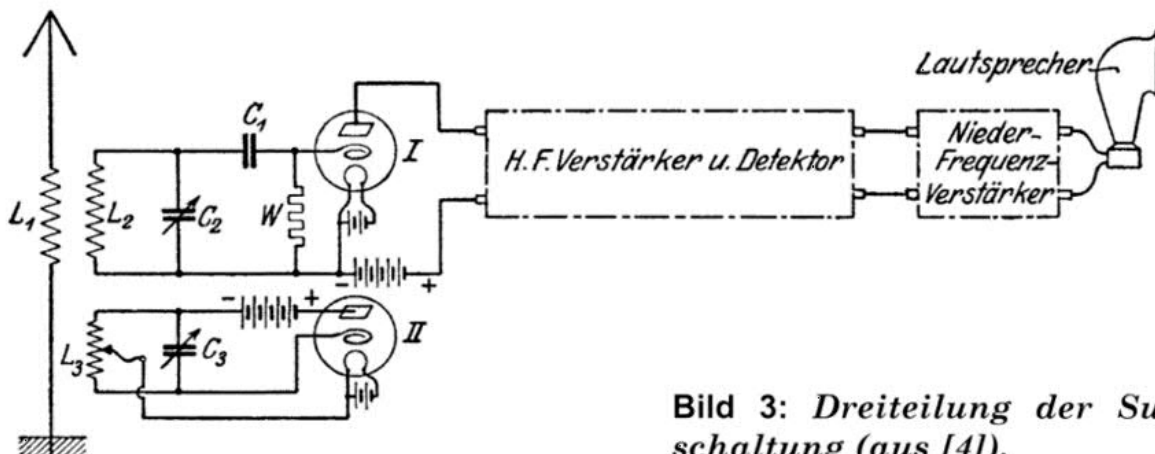 Lautsprecher
C1
I
Nieder-
H.F. Verstärker u. Detektor
Frequenz-
Verstärker
L1
L2
C2
W
-
+
-
+
II
L3
C3
Bild 3: Dreiteilung der Su
schaltung (aus [4]).